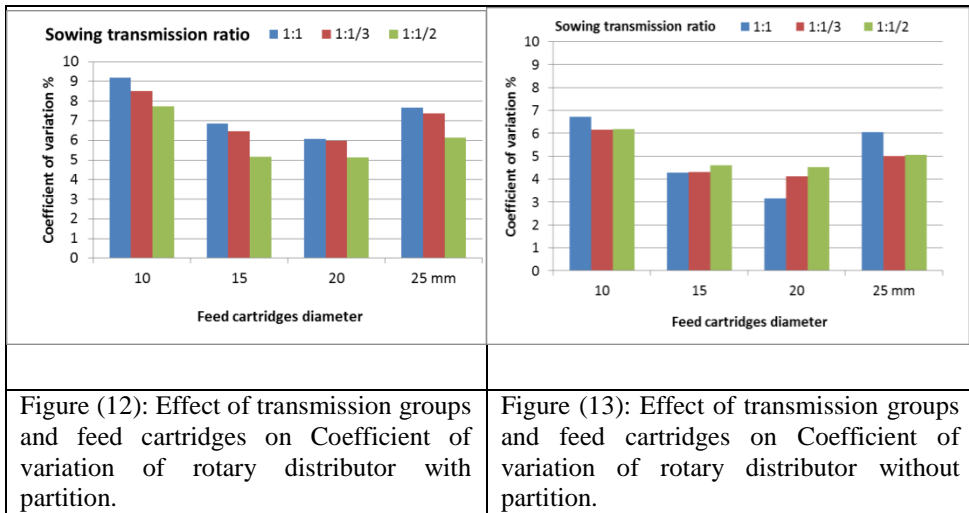 Sowing transmission ratio 1:1 1:1/3 1:1/2
Coefficient of variation %
10
9
8
7
6
5
4
3
2
1
0
10 15 20 25 mm
Feed cartridges diameter
Sowing transmission ratio 1:1 1:1/3 1:1/2
Coefficient of variation %
10
9
8
7
6
5
4
3
2
1
0
10 15 20 25 mm
Feed cartridges diameter
Figure (12): Effect of transmission groups
and feed cartridges on Coefficient of
variation of rotary distributor with
partition.
Figure (13): Effect of transmission groups
and feed cartridges on Coefficient of
variation of rotary distributor without
partition.